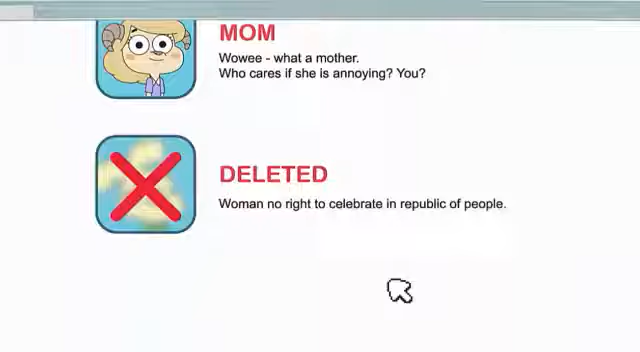 MOM
Wowee - what a mother.
Who cares if she is annoying? You?
DELETED
Woman no right to celebrate in republic of people.